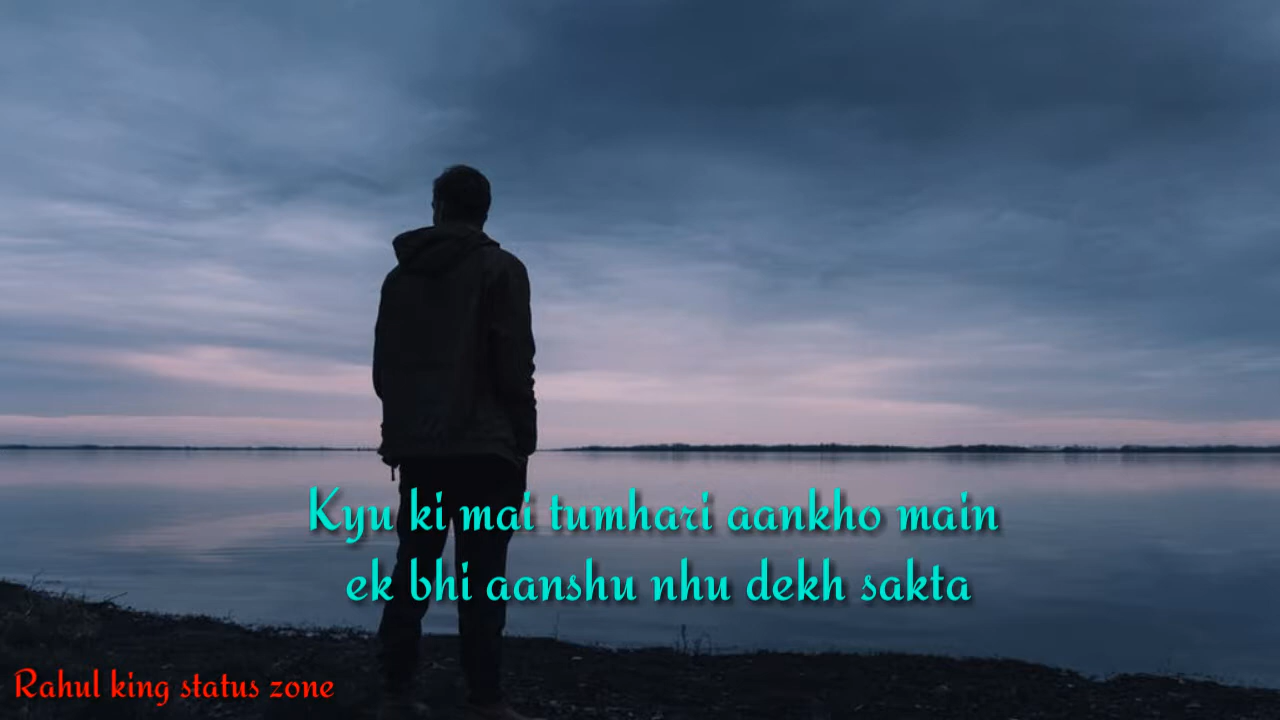 Kyu ki mai tumhari aankho main
ek bhi aanshu nhu dekh sakta
Rahul king status zone